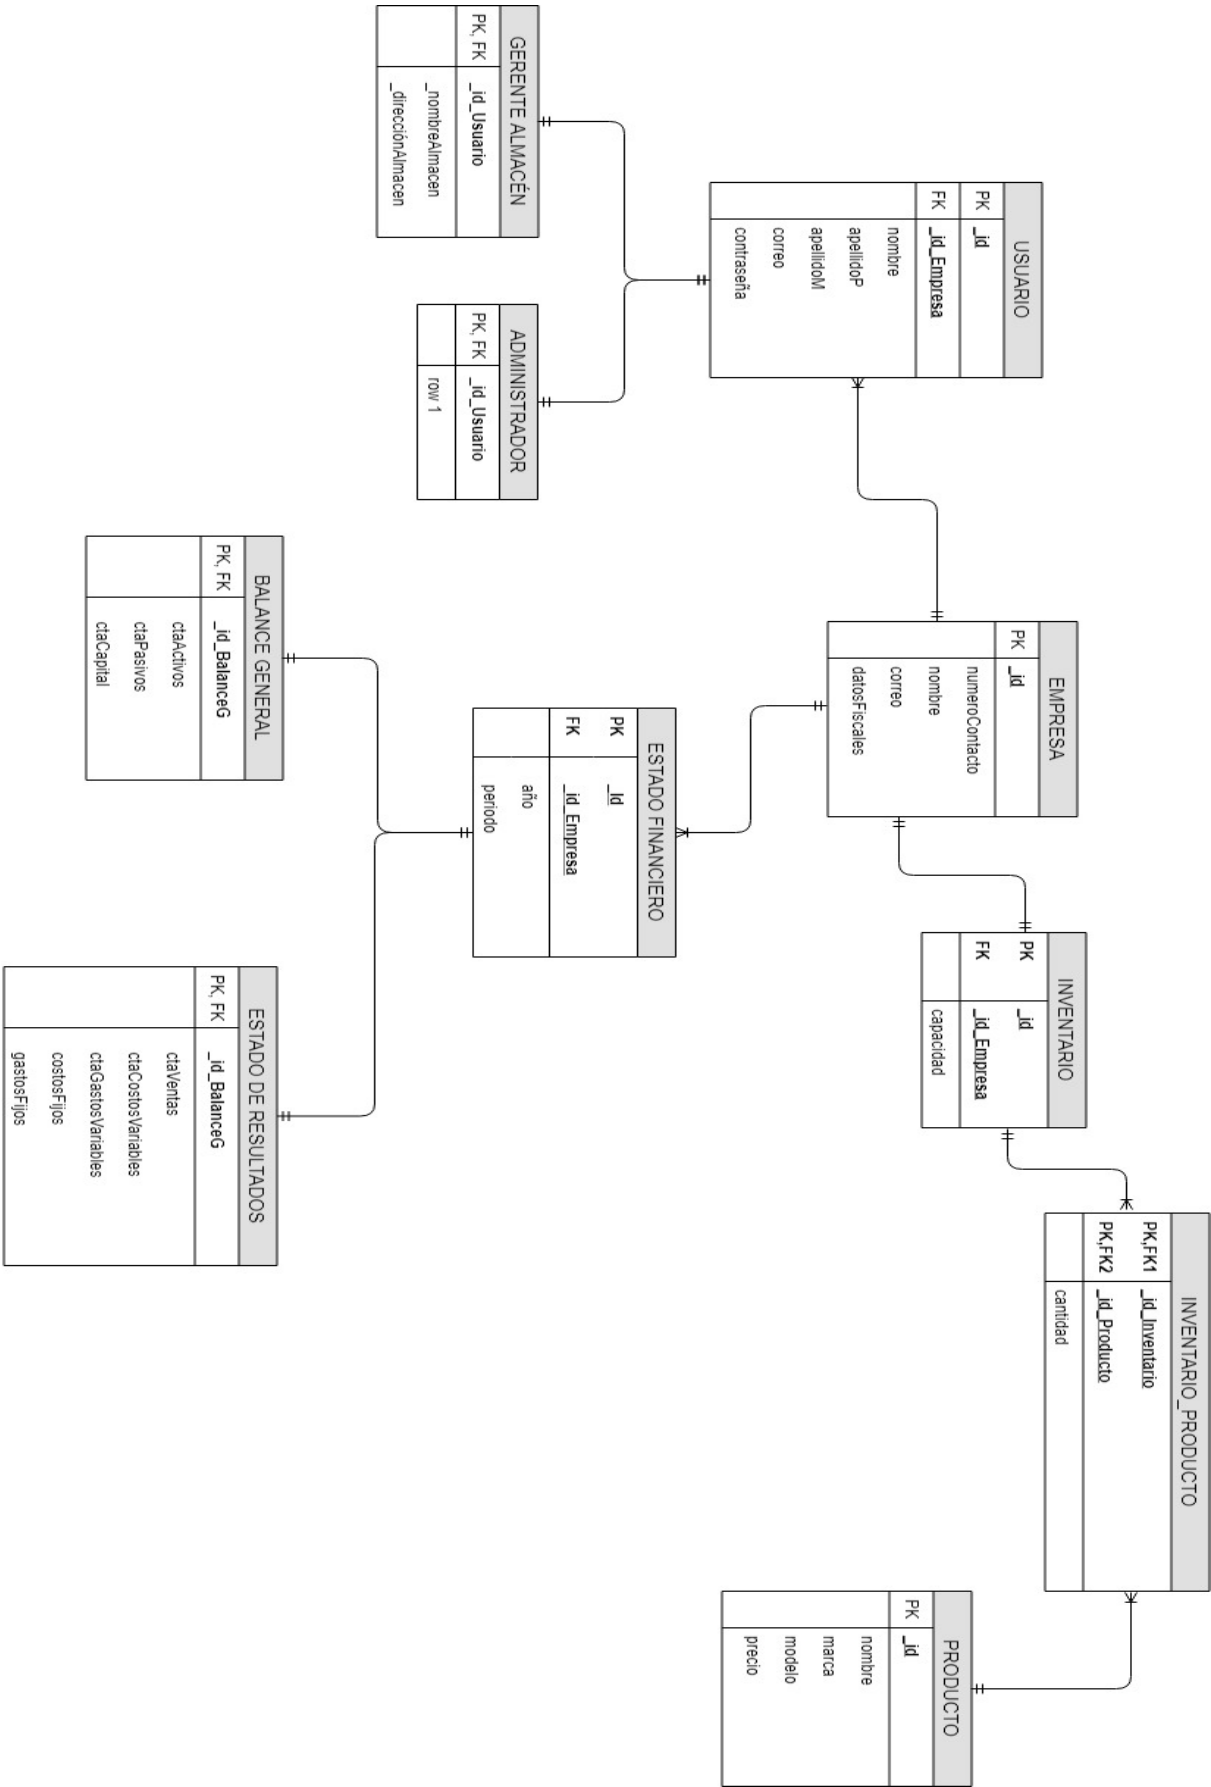 USUARIO
PK _id
FK _id_Empresa
nombre
apellidoP
apellidoM
correo
contraseña
GERENTE ALMACÉN
PK, FK _id_Usuario
_nombreAlmacen
_direcciónAlmacen
ADMINISTRADOR
PK, FK _id_Usuario
row 1
EMPRESA
PK _id
numeroContacto
nombre
correo
datosFiscales
ESTADO FINANCIERO
PK _Id
FK _id_Empresa
año
periodo
BALANCE GENERAL
PK, FK _id_BalanceG
ctaActivos
ctaPasivos
ctaCapital
ESTADO DE RESULTADOS
PK, FK _id_BalanceG
ctaVentas
ctaCostosVariables
ctaGastosVariables
costosFijos
gastosFijos
INVENTARIO
PK _id
FK _id_Empresa
capacidad
INVENTARIO_PRODUCTO
PK,FK1 _id_Inventario
PK,FK2 _id_Producto
cantidad
PRODUCTO
PK _id
nombre
marca
modelo
precio